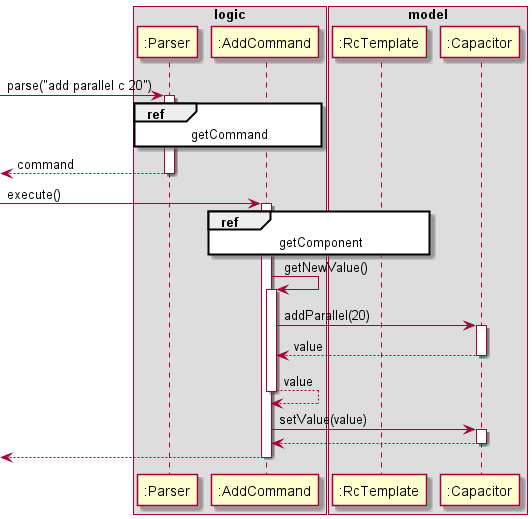 logic
model
:Parser
:AddCommand
:RcTemplate
:Capacitor
parse("add parallel c 20")
ref
getCommand
command
execute()
ref
getComponent
getNewValue()
addParallel(20)
value
value
setValue(value)
:Parser
:AddCommand
:RcTemplate
:Capacitor